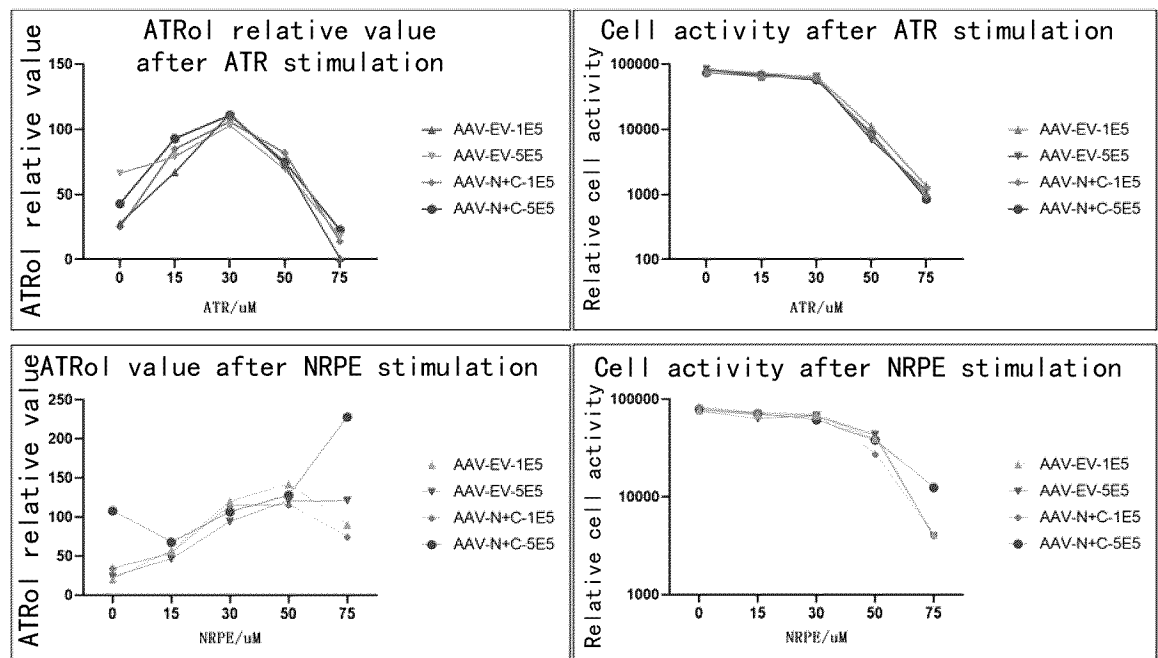 ATRol relative value
after ATR stimulation
ATRol relative value
150
100
50
0
0 15 30 50 75
ATR/uM
AAV-EV-1E5
AAV-EV-5E5
AAV-N+C-1E5
AAV-N+C-5E5
Cell activity after ATR stimulation
Relative cell activity
100000
10000
1000
100
0 15 30 50 75
ATR/uM
AAV-EV-1E5
AAV-EV-5E5
AAV-N+C-1E5
AAV-N+C-5E5
ATRol value after NRPE stimulation
ATRol relative value
250
200
150
100
50
0
0 15 30 50 75
NRPE/uM
AAV-EV-1E5
AAV-EV-5E5
AAV-N+C-1E5
AAV-N+C-5E5
Cell activity after NRPE stimulation
Relative cell activity
100000
10000
1000
0 15 30 50 75
NRPE/uM
AAV-EV-1E5
AAV-EV-5E5
AAV-N+C-1E5
AAV-N+C-5E5